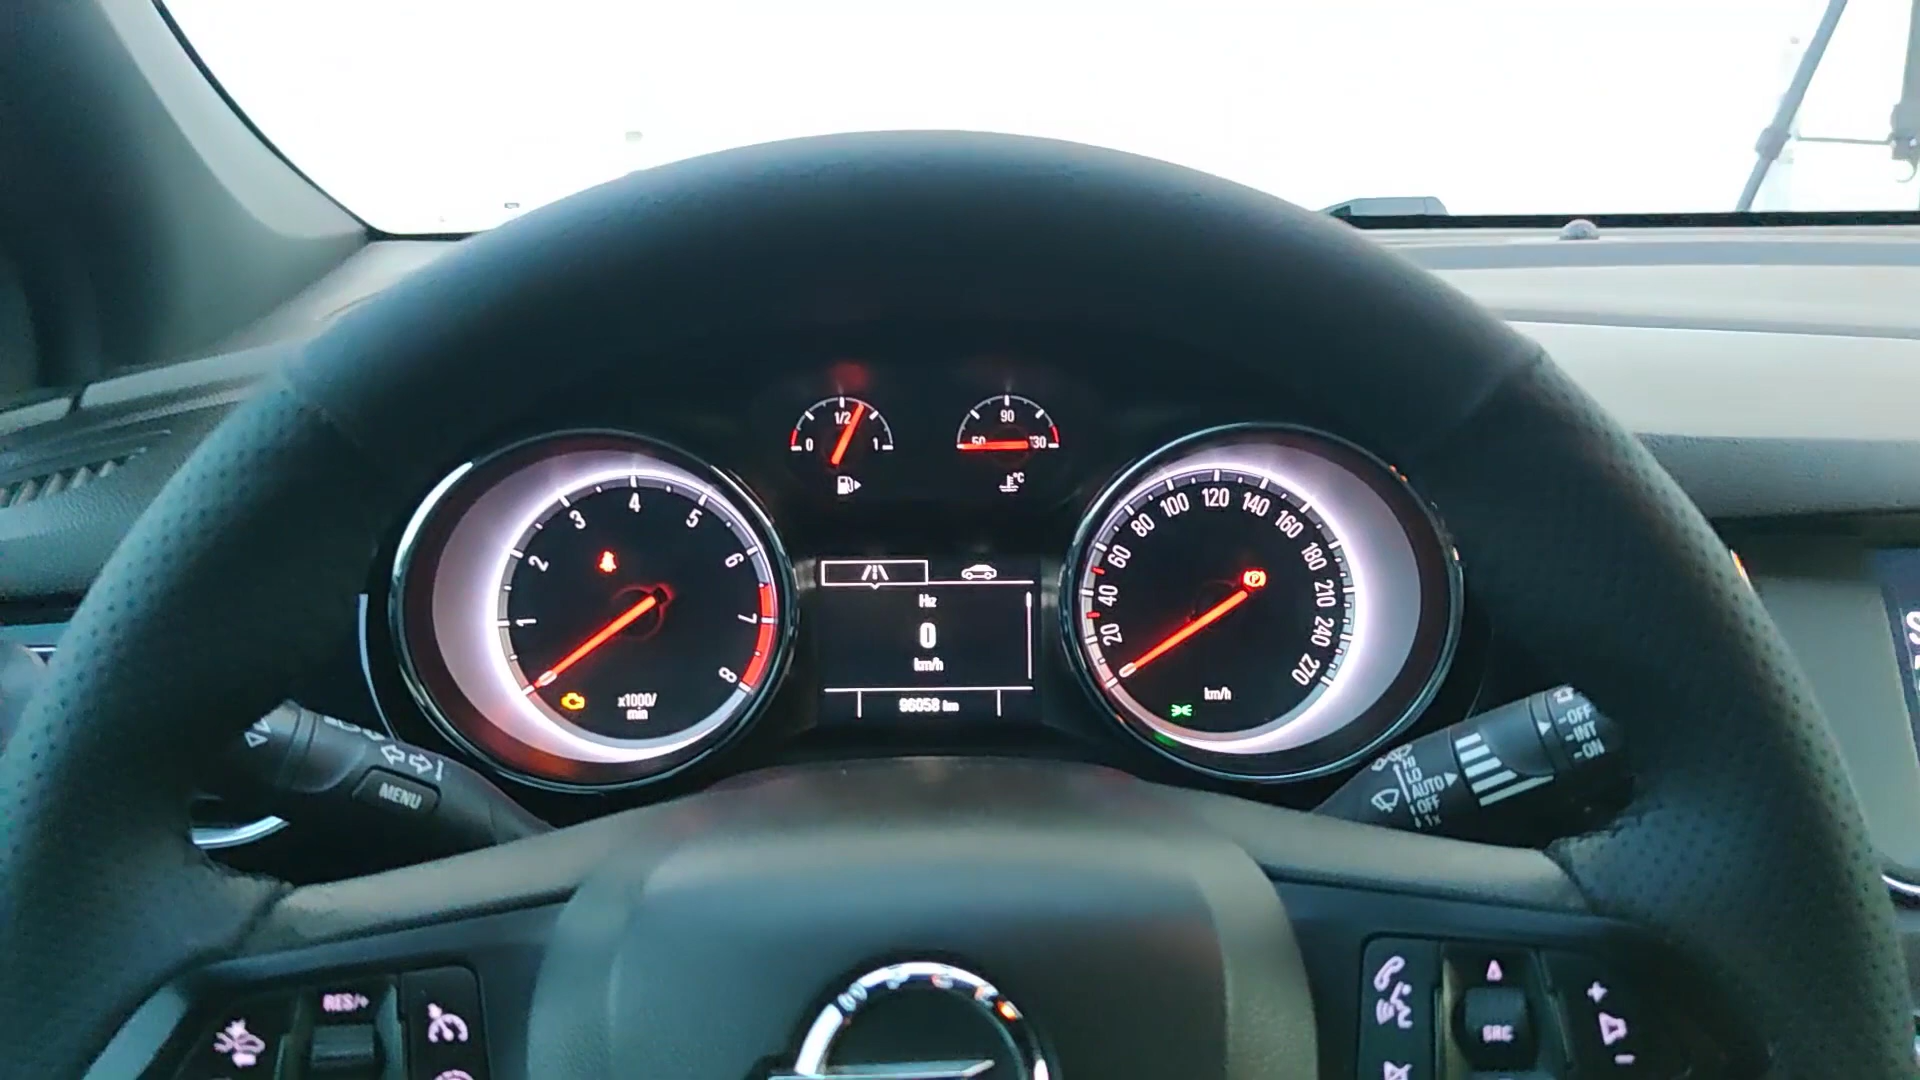 1/2
0 1
90
50 130
°C
1 2 3 4 5 6 7 8
x1000/
min
Hız
0
km/h
96058 km
20 40 60 80 100 120 140 160 180 210 240 270
km/h
P
MENU
HI
LO
AUTO
OFF
1x
OFF
INT
ON
RES/+
SRC
+
−